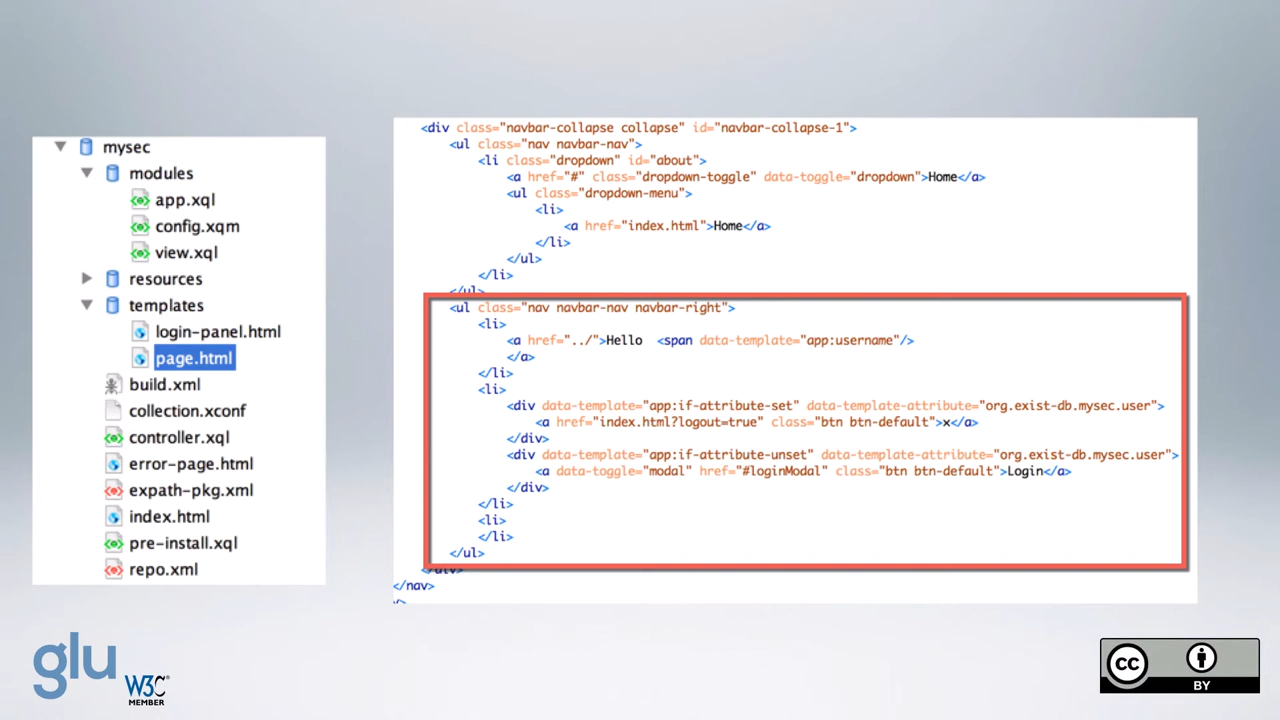 mysec
modules
app.xql
config.xqm
view.xql
resources
templates
login-panel.html
page.html
build.xml
collection.xconf
controller.xql
error-page.html
expath-pkg.xml
index.html
pre-install.xql
repo.xml
<div class="navbar-collapse collapse" id="navbar-collapse-1">
<ul class="nav navbar-nav">
<li class="dropdown" id="about">
<a href="#" class="dropdown-toggle" data-toggle="dropdown">Home</a>
<ul class="dropdown-menu">
<li>
<a href="index.html">Home</a>
</li>
</ul>
</li>
</ul>
<ul class="nav navbar-nav navbar-right">
<li>
<a href="../">Hello <span data-template="app:username"/>
</a>
</li>
<li>
<div data-template="app:if-attribute-set" data-template-attribute="org.exist-db.mysec.user">
<a href="index.html?logout=true" class="btn btn-default">x</a>
</div>
<div data-template="app:if-attribute-unset" data-template-attribute="org.exist-db.mysec.user">
<a data-toggle="modal" href="#loginModal" class="btn btn-default">Login</a>
</div>
</li>
<li>
</li>
</ul>
</div>
</nav>
glu
W3C®
MEMBER
cc
BY